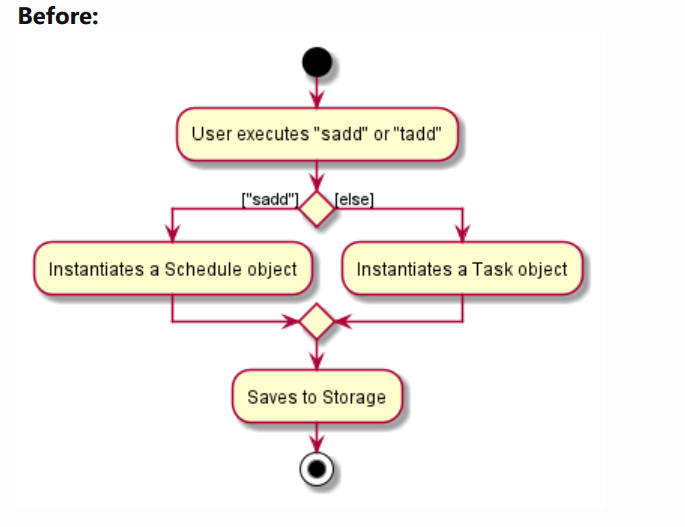 Before:
User executes "sadd" or "tadd"
["sadd"]
[else]
Instantiates a Schedule object
Instantiates a Task object
Saves to Storage